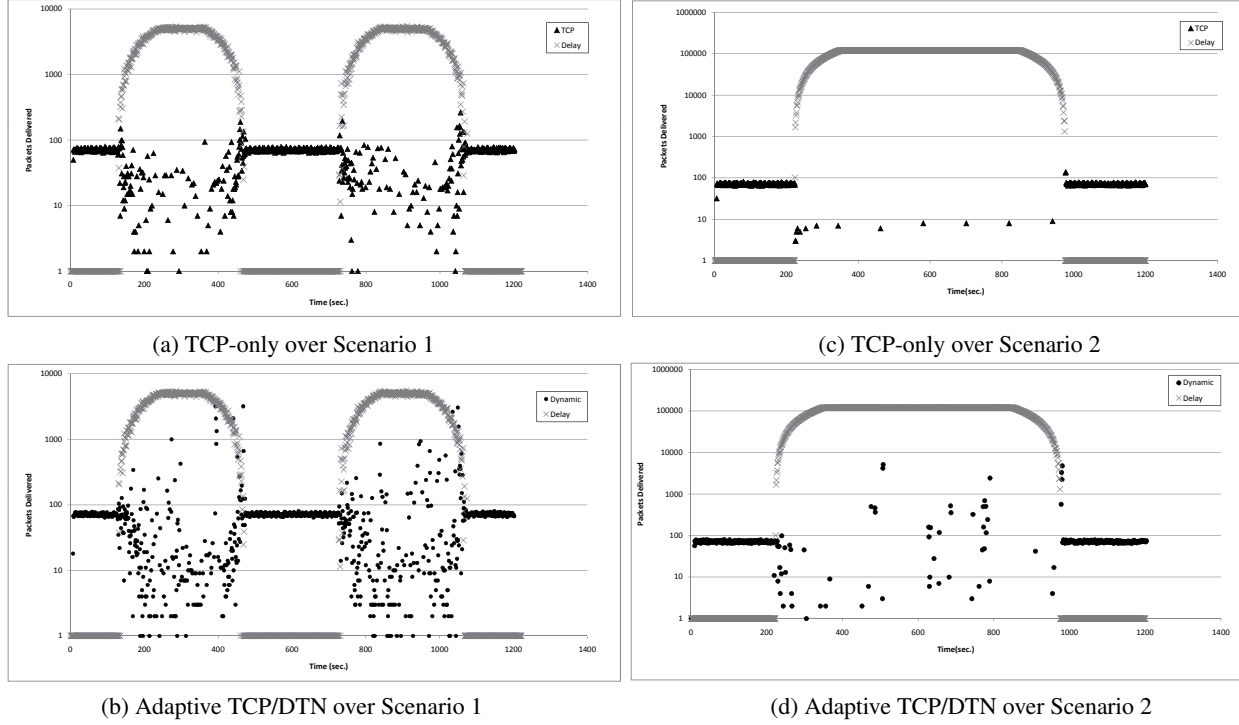 10000
1000
100
10
1
Packets Delivered
0 200 400 600 800 1000 1200 1400
Time (sec.)
TCP
Delay
(a) TCP-only over Scenario 1
1000000
100000
10000
1000
100
10
1
Packets Delivered
0 200 400 600 800 1000 1200 1400
Time(sec.)
TCP
Delay
(c) TCP-only over Scenario 2
10000
1000
100
10
1
Packets Delivered
0 200 400 600 800 1000 1200 1400
Time (sec.)
Dynamic
Delay
(b) Adaptive TCP/DTN over Scenario 1
1000000
100000
10000
1000
100
10
1
Packets Delivered
0 200 400 600 800 1000 1200 1400
Time(sec.)
Dynamic
Delay
(d) Adaptive TCP/DTN over Scenario 2